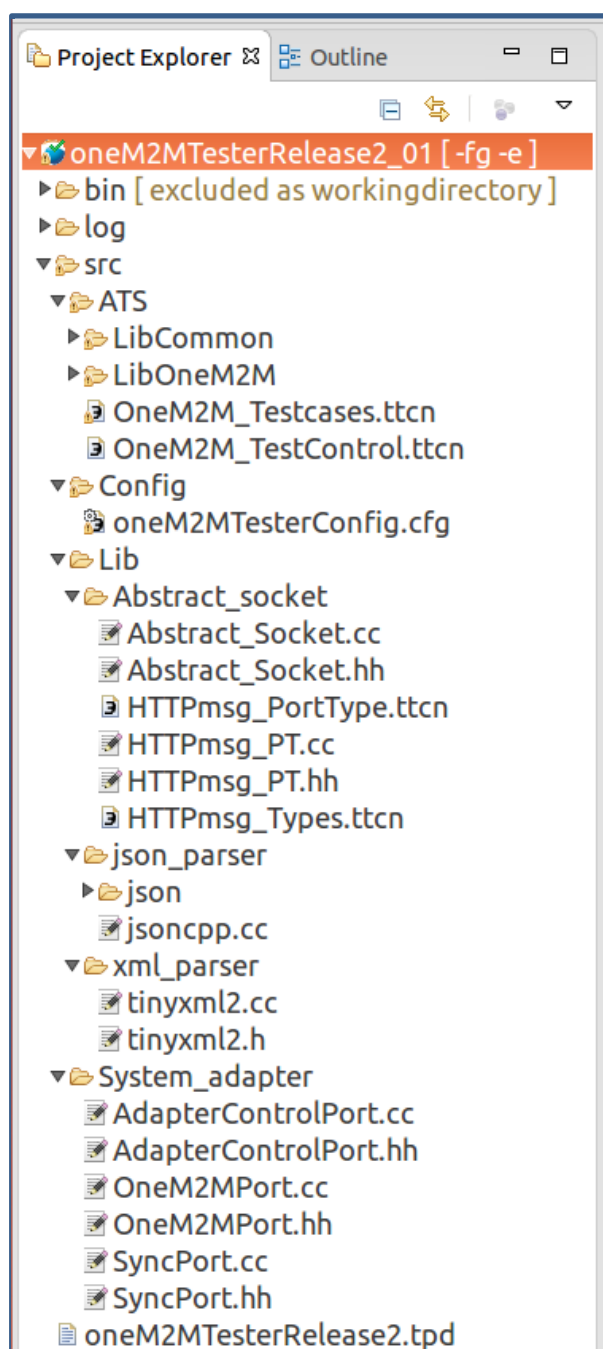 Project Explorer Outline
oneM2MTesterRelease2_01 [ -fg -e ]
bin [ excluded as workingdirectory ]
log
src
ATS
LibCommon
LibOneM2M
OneM2M_Testcases.ttcn
OneM2M_TestControl.ttcn
Config
oneM2MTesterConfig.cfg
Lib
Abstract_socket
Abstract_Socket.cc
Abstract_Socket.hh
HTTPmsg_PortType.ttcn
HTTPmsg_PT.cc
HTTPmsg_PT.hh
HTTPmsg_Types.ttcn
json_parser
json
jsoncpp.cc
xml_parser
tinyxml2.cc
tinyxml2.h
System_adapter
AdapterControlPort.cc
AdapterControlPort.hh
OneM2MPort.cc
OneM2MPort.hh
SyncPort.cc
SyncPort.hh
oneM2MTesterRelease2.tpd